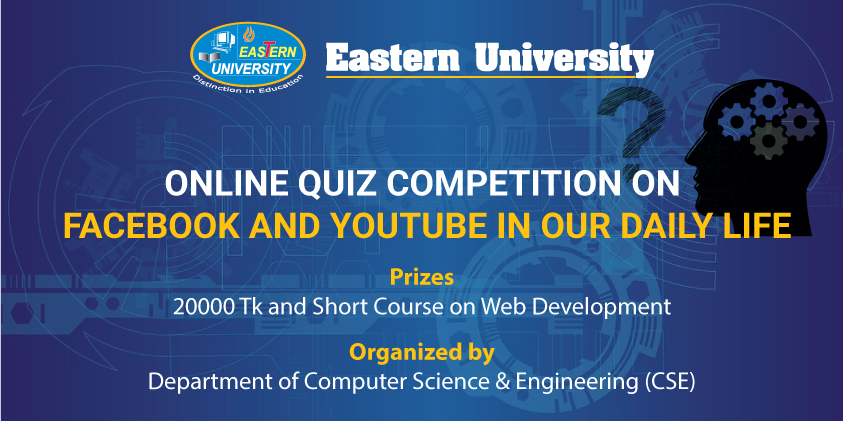 EASTERN
UNIVERSITY
Distinction in Education
Eastern University
?
ONLINE QUIZ COMPETITION ON
FACEBOOK AND YOUTUBE IN OUR DAILY LIFE
Prizes
20000 Tk and Short Course on Web Development
Organized by
Department of Computer Science & Engineering (CSE)